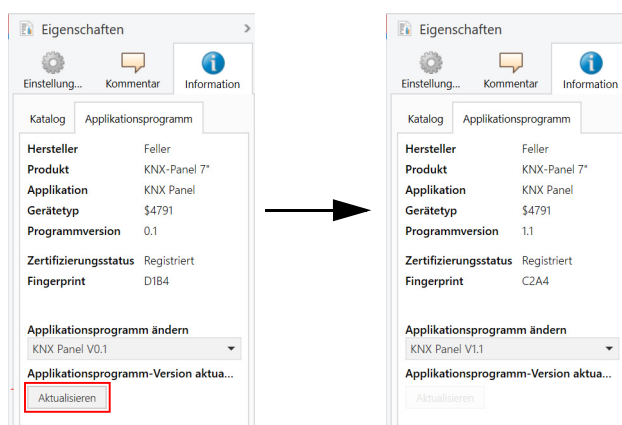 Eigenschaften
Einstellung... Kommentar Information
Katalog Applikationsprogramm
Hersteller Feller
Produkt KNX-Panel 7"
Applikation KNX Panel
Gerätetyp $4791
Programmversion 0.1
Zertifizierungsstatus Registriert
Fingerprint D1B4
Applikationsprogramm ändern
KNX Panel V0.1
Applikationsprogramm-Version aktua...
Aktualisieren
Eigenschaften
Einstellung... Kommentar Information
Katalog Applikationsprogramm
Hersteller Feller
Produkt KNX-Panel 7"
Applikation KNX Panel
Gerätetyp $4791
Programmversion 1.1
Zertifizierungsstatus Registriert
Fingerprint C2A4
Applikationsprogramm ändern
KNX Panel V1.1
Applikationsprogramm-Version aktua...
Aktualisieren